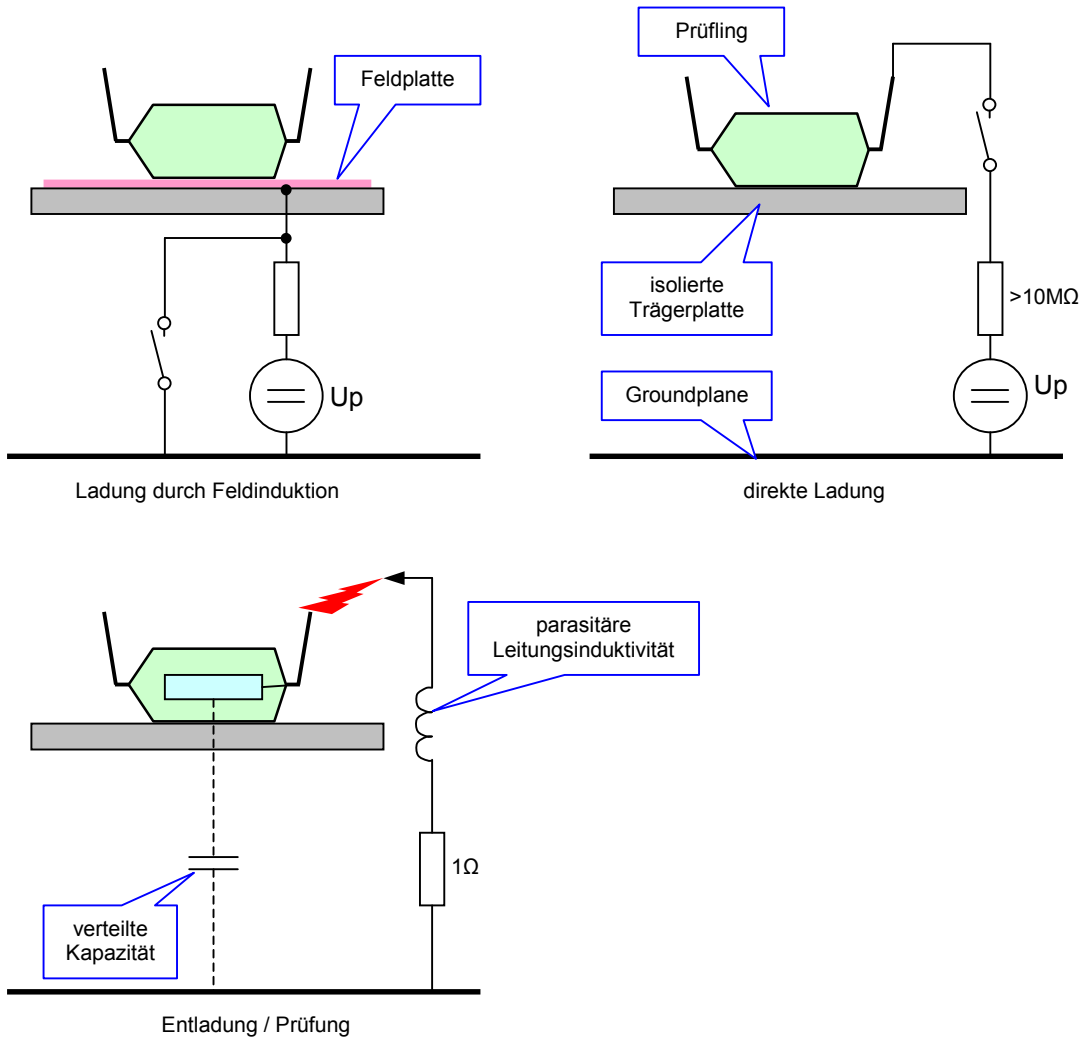 Feldplatte
Up
Ladung durch Feldinduktion
Prüfling
isolierte
Trägerplatte
>10MΩ
Groundplane
Up
direkte Ladung
parasitäre
Leitungsinduktivität
1Ω
verteilte
Kapazität
Entladung / Prüfung